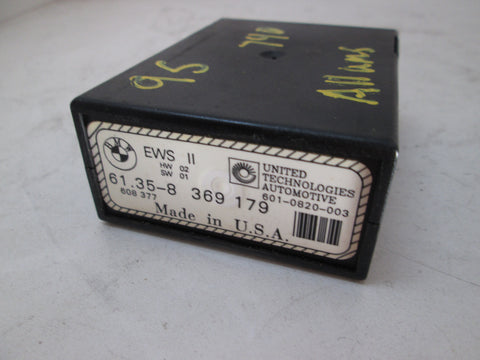 95
740
BMW
EWS II
HW 02
SW 01
61.35-8 369 179
608 377
UNITED
TECHNOLOGIES
AUTOMOTIVE
601-0820-003
Made in U.S.A.